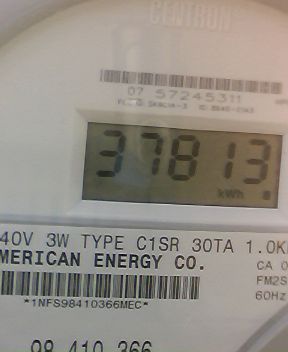 CENTRON
07 57245311
37813
kWh
40V 3W TYPE C1SR 30TA 1.0K
MERICAN ENERGY CO.
CA 0
FM2S
*1NFS98410366MEC*
60Hz
98 410 366